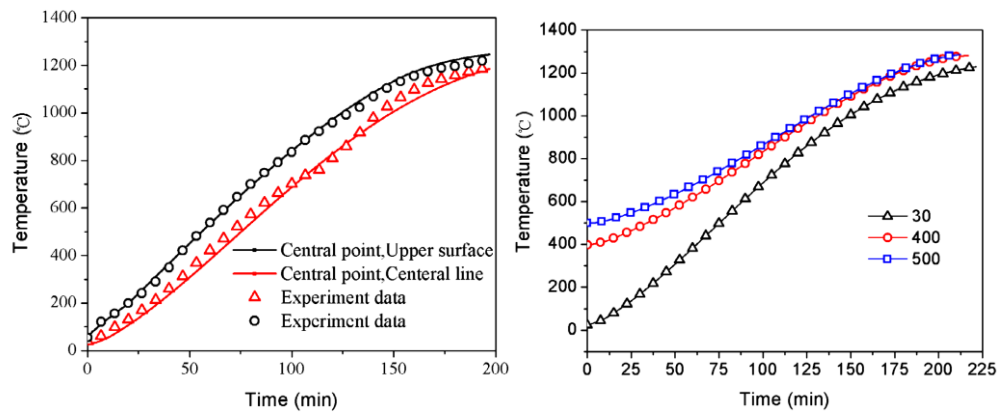 1400
1200
1000
800
600
400
200
0
Temperature (℃)
Central point,Upper surface
Central point,Centeral line
Experiment data
Experiment data
0 50 100 150 200
Time (min)
1400
1200
1000
800
600
400
200
0
Temperature (℃)
30
400
500
0 25 50 75 100 125 150 175 200 225
Time (min)